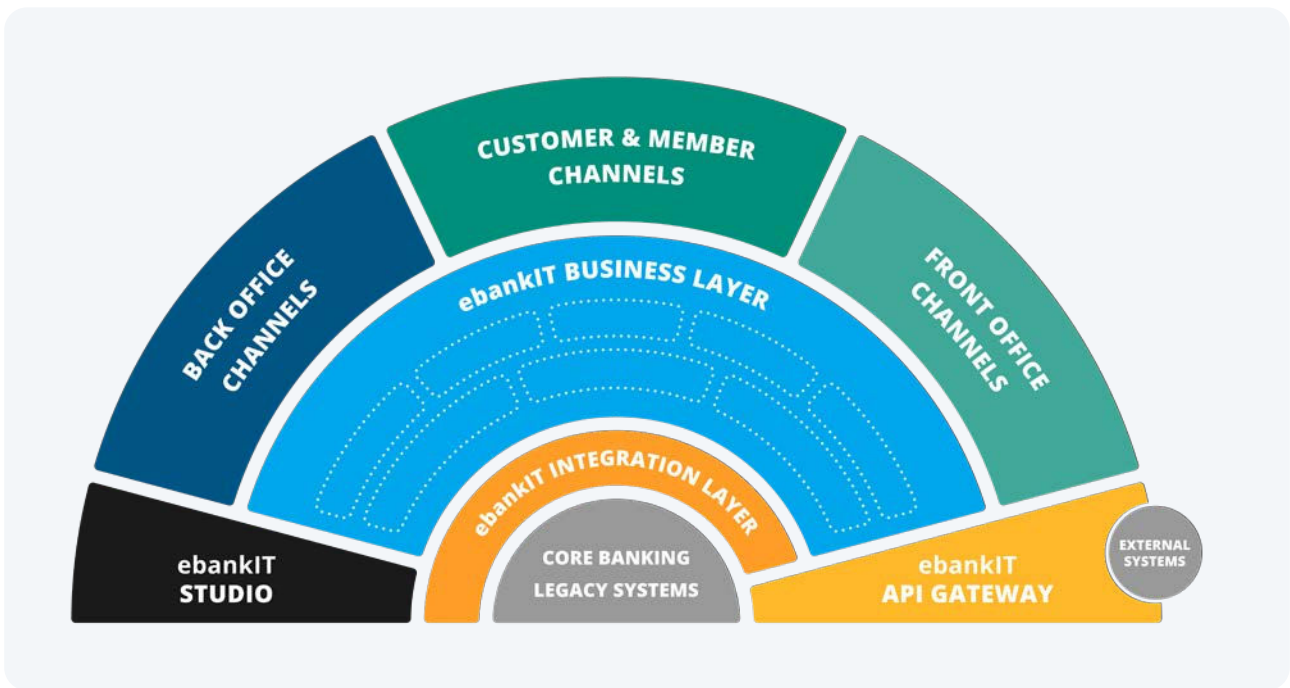 CUSTOMER & MEMBER
CHANNELS
BACK OFFICE
CHANNELS
FRONT OFFICE
CHANNELS
ebankIT BUSINESS LAYER
ebankIT INTEGRATION LAYER
CORE BANKING
LEGACY SYSTEMS
ebankIT
STUDIO
ebankIT
API GATEWAY
EXTERNAL
SYSTEMS